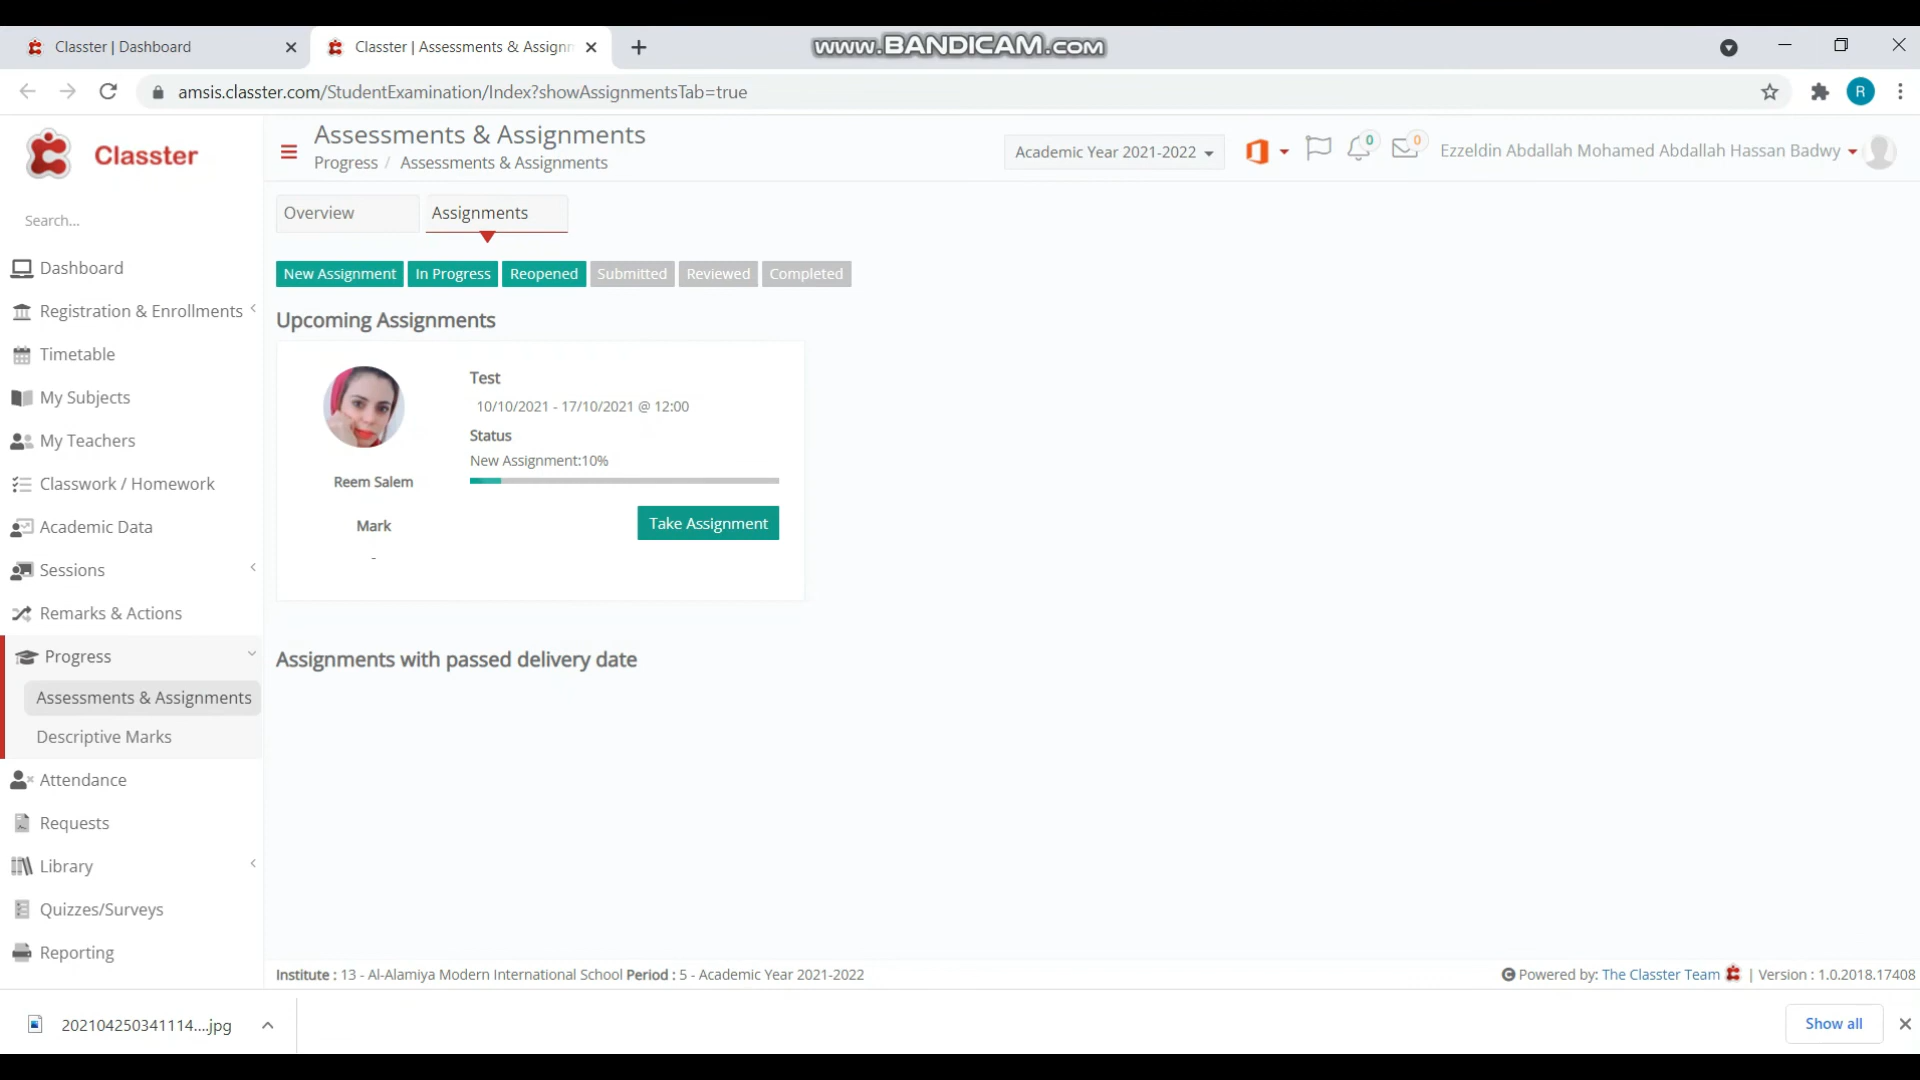 Classter | Dashboard
Classter | Assessments & Assignm
www.BANDICAM.com
amsis.classter.com/StudentExamination/Index?showAssignmentsTab=true
R
Classter
Assessments & Assignments
Progress / Assessments & Assignments
Academic Year 2021-2022
0
0
Ezzeldin Abdallah Mohamed Abdallah Hassan Badwy
Search...
Dashboard
Registration & Enrollments
Timetable
My Subjects
My Teachers
Classwork / Homework
Academic Data
Sessions
Remarks & Actions
Progress
Assessments & Assignments
Descriptive Marks
Attendance
Requests
Library
Quizzes/Surveys
Reporting
Overview
Assignments
New Assignment
In Progress
Reopened
Submitted
Reviewed
Completed
Upcoming Assignments
Test
10/10/2021 - 17/10/2021 @ 12:00
Status
New Assignment:10%
Reem Salem
Mark
-
Take Assignment
Assignments with passed delivery date
Institute : 13 - Al-Alamiya Modern International School Period : 5 - Academic Year 2021-2022
Powered by: The Classter Team | Version : 1.0.2018.17408
202104250341114....jpg
Show all